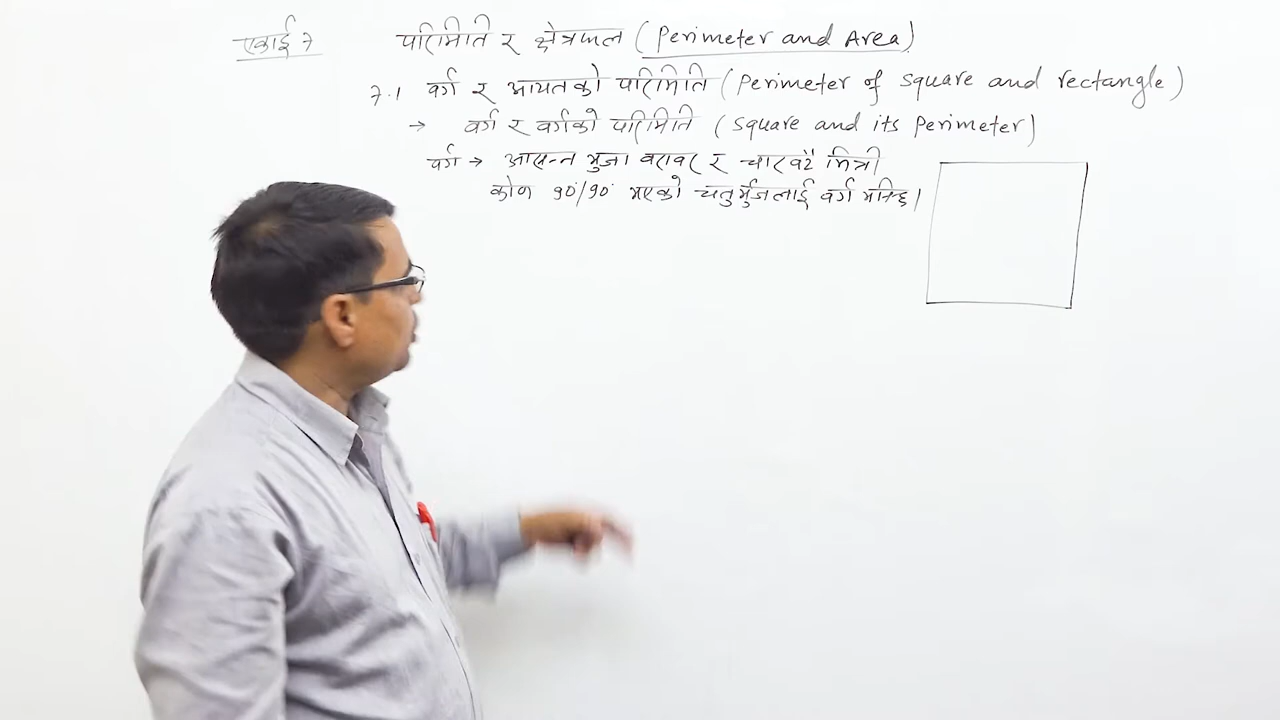 एकाई 7 परिमिति र क्षेत्रफल (Perimeter and Area)
7.1 वर्ग र आयतको परिमिति (Perimeter of square and rectangle)
→ वर्ग र वर्गको परिमिति (square and its Perimeter)
वर्ग → आसन्न भुजा बराबर र चारवटै भित्री
कोण 90°/90° भएको चतुर्भुजलाई वर्ग भनिन्छ।